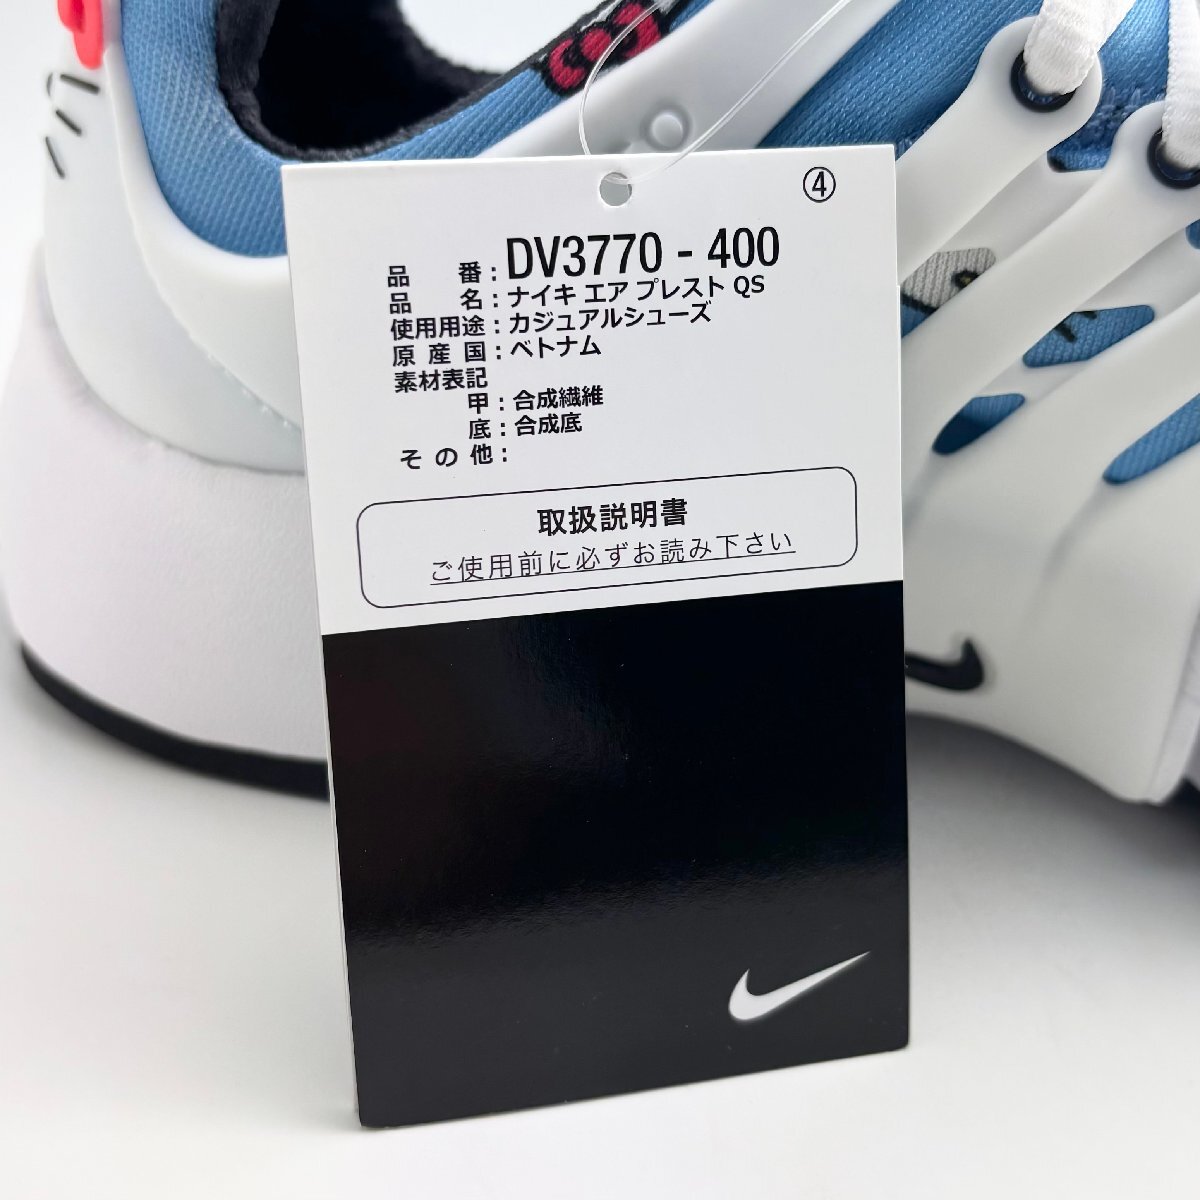 ④
品 番 : DV3770 - 400
品 名 : ナイキ エア プレスト QS
使用用途 : カジュアルシューズ
原 産 国 : ベトナム
素材表記
甲 : 合成繊維
底 : 合成底
そ の 他 :
取扱説明書
ご使用前に必ずお読み下さい